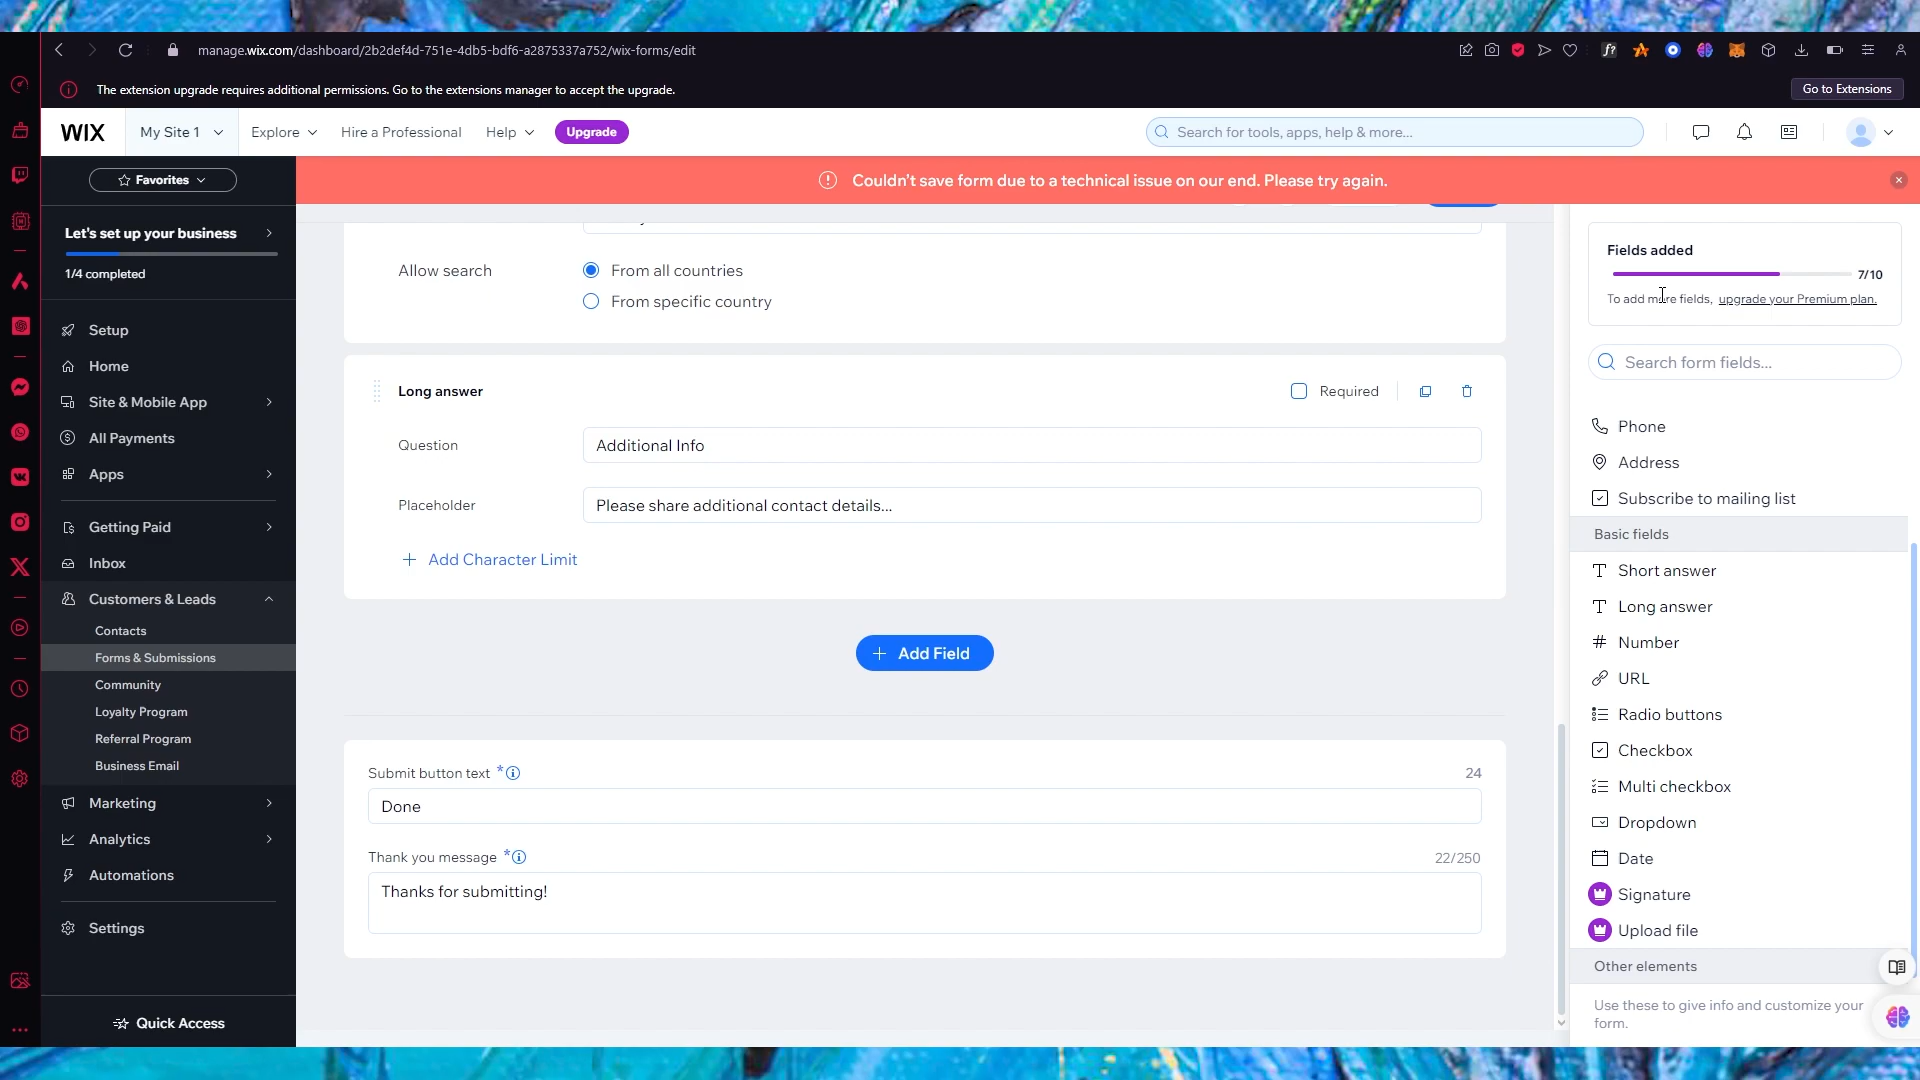 manage.wix.com/dashboard/2b2def4d-751e-4db5-bdf6-a2875337a752/wix-forms/edit
The extension upgrade requires additional permissions. Go to the extensions manager to accept the upgrade.
Go to Extensions
WIX
My Site 1
Explore
Hire a Professional
Help
Upgrade
Search for tools, apps, help & more...
Favorites
Couldn't save form due to a technical issue on our end. Please try again.
Let's set up your business
1/4 completed
Setup
Home
Site & Mobile App
All Payments
Apps
Getting Paid
Inbox
Customers & Leads
Contacts
Forms & Submissions
Community
Loyalty Program
Referral Program
Business Email
Marketing
Analytics
Automations
Settings
Quick Access
Allow search
From all countries
From specific country
Long answer
Required
Question
Additional Info
Placeholder
Please share additional contact details...
+ Add Character Limit
+ Add Field
Submit button text *
24
Done
Thank you message *
22/250
Thanks for submitting!
Fields added
7/10
To add more fields, upgrade your Premium plan.
Search form fields...
Phone
Address
Subscribe to mailing list
Basic fields
Short answer
Long answer
Number
URL
Radio buttons
Checkbox
Multi checkbox
Dropdown
Date
Signature
Upload file
Other elements
Use these to give info and customize your
form.